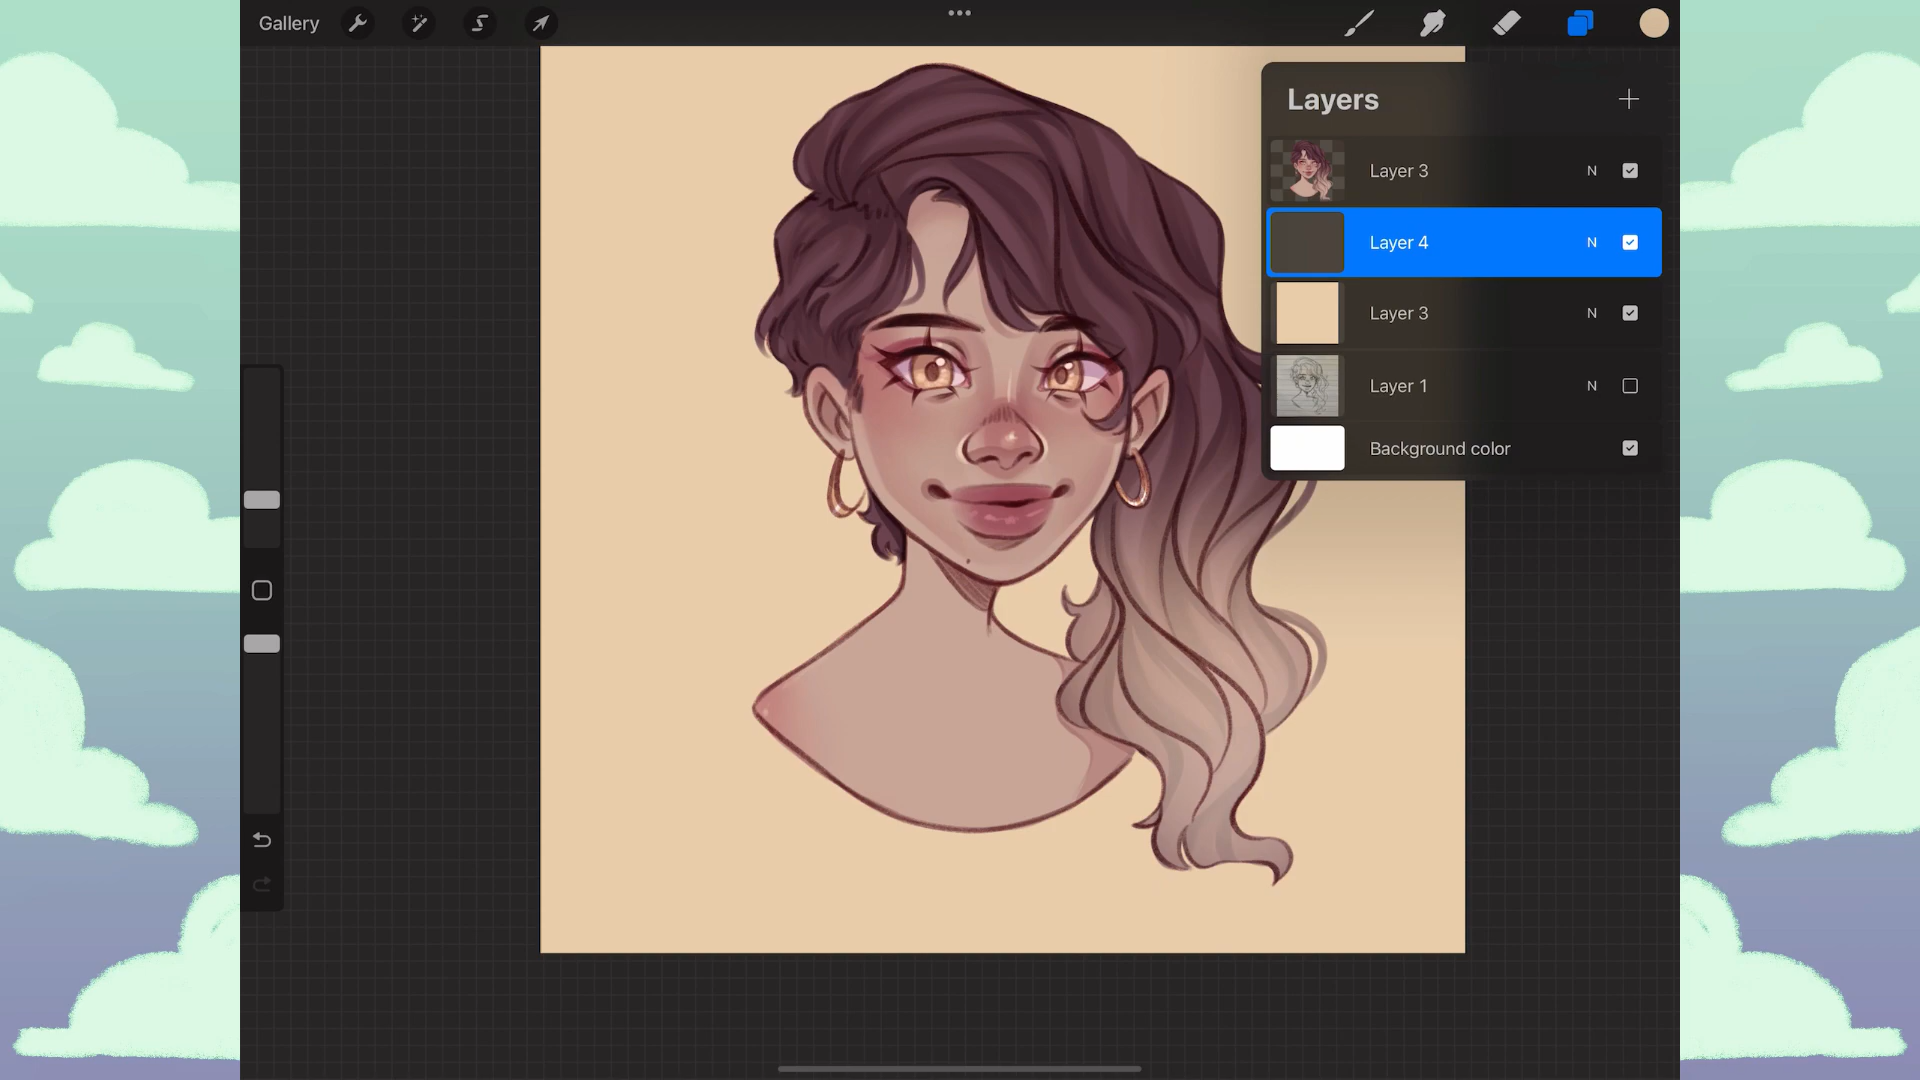 Gallery
Layers
Layer 3 N
Layer 4 N
Layer 3 N
Layer 1 N
Background color